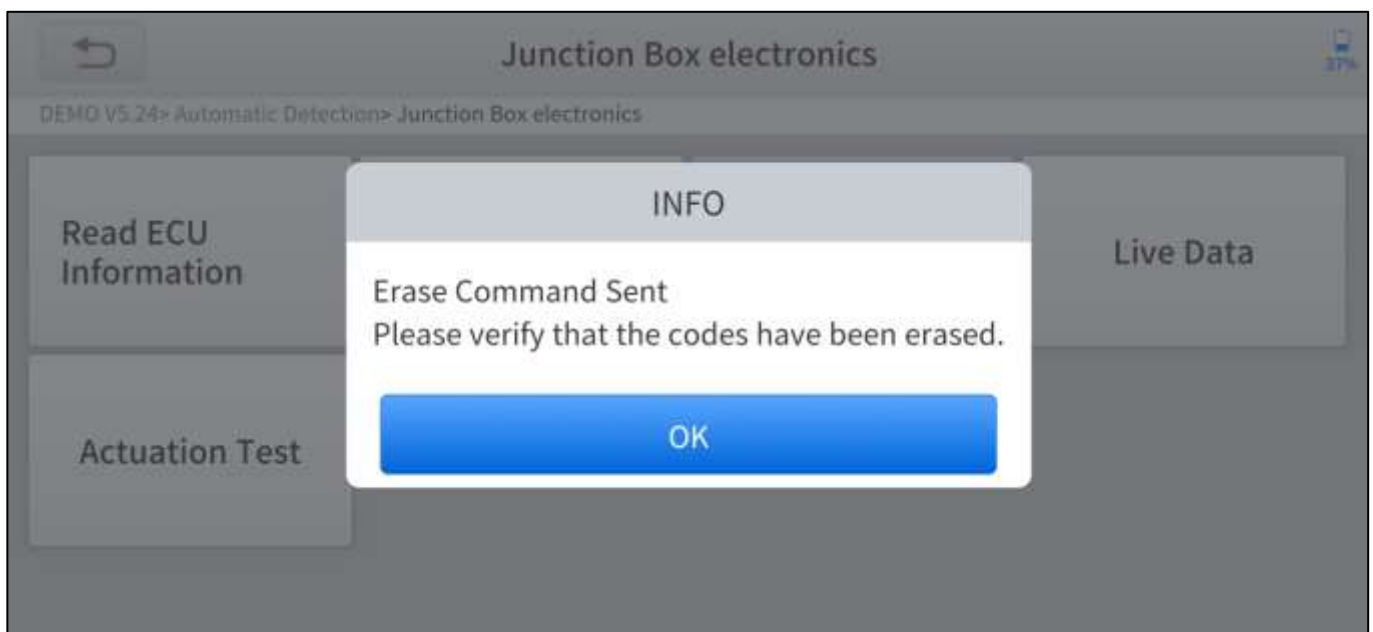 Junction Box electronics
37%
DEMO V5.24> Automatic Detection> Junction Box electronics
INFO
Read ECU
Information
Erase Command Sent
Please verify that the codes have been erased.
Live Data
OK
Actuation Test